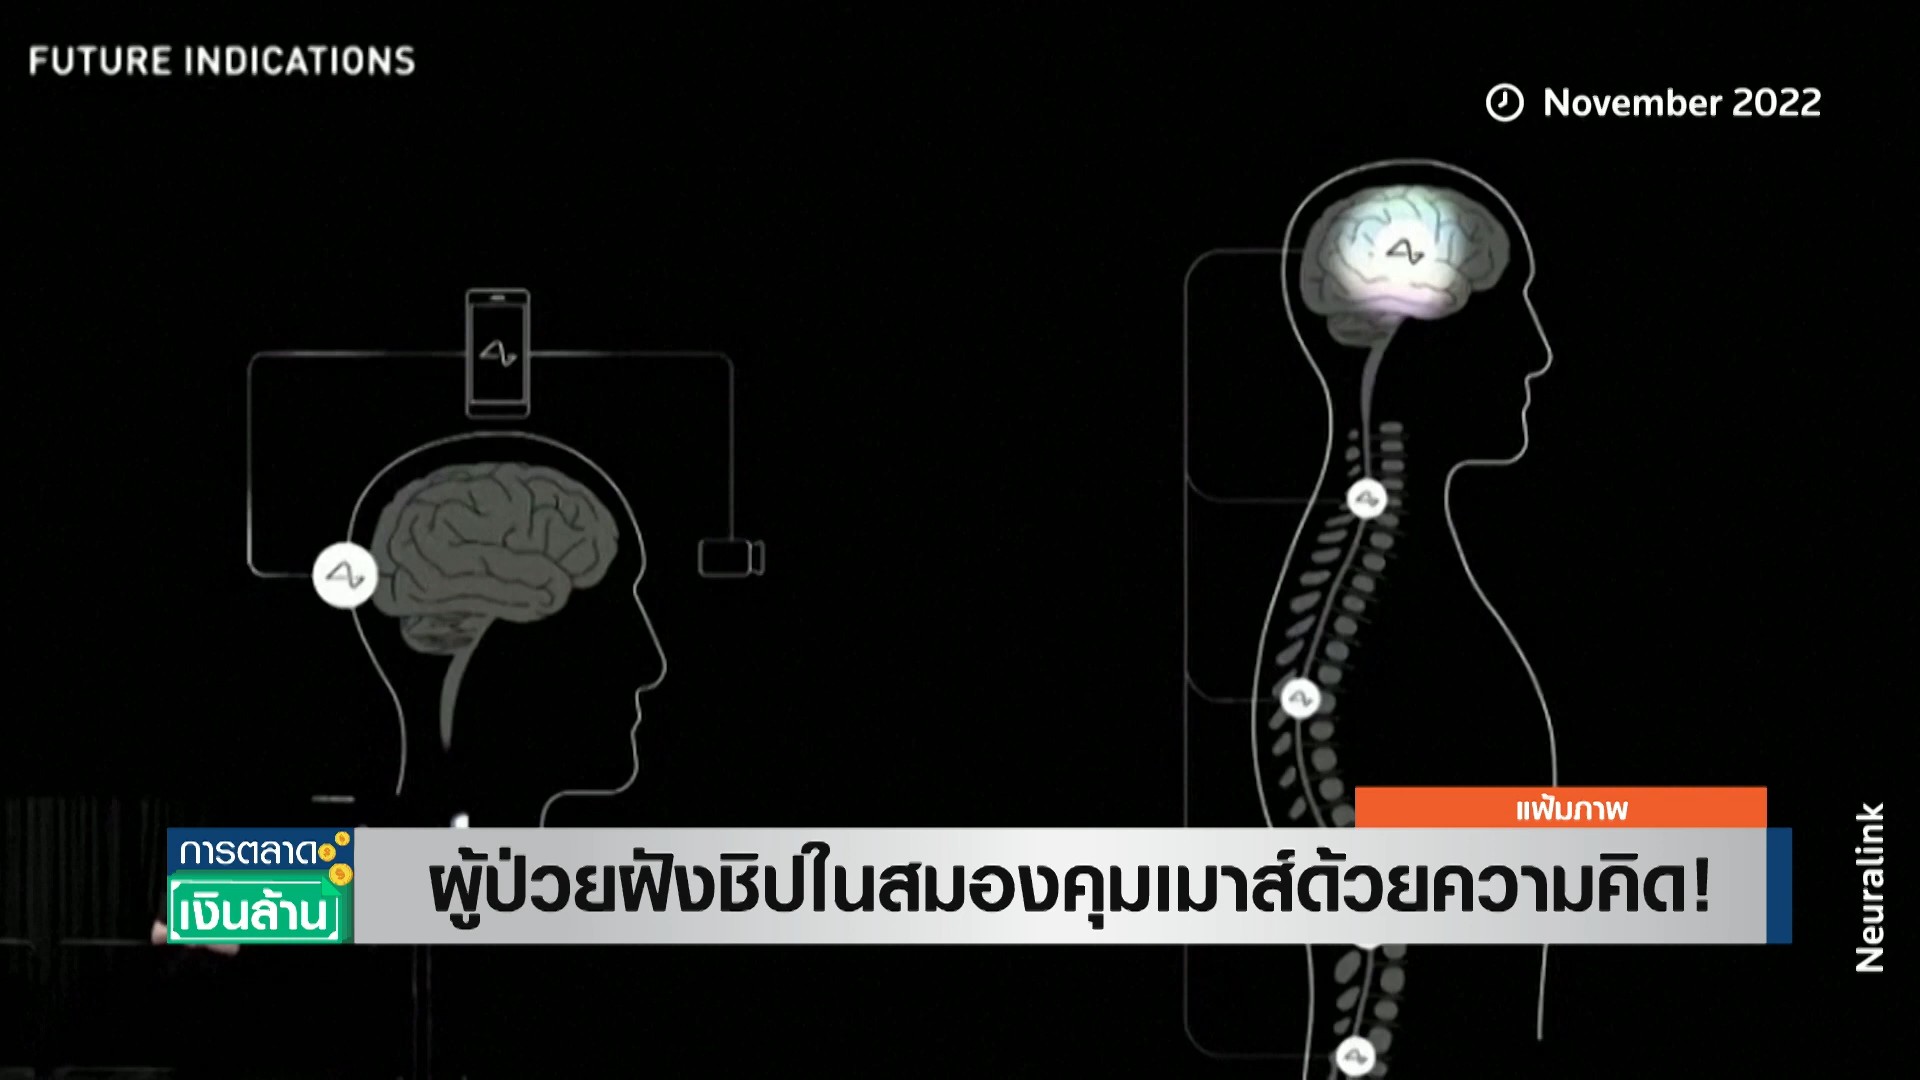 FUTURE INDICATIONS
November 2022
แฟ้มภาพ
การตลาด
เงินล้าน
ผู้ป่วยฝังชิปในสมองคุมเมาส์ด้วยความคิด!
Neuralink